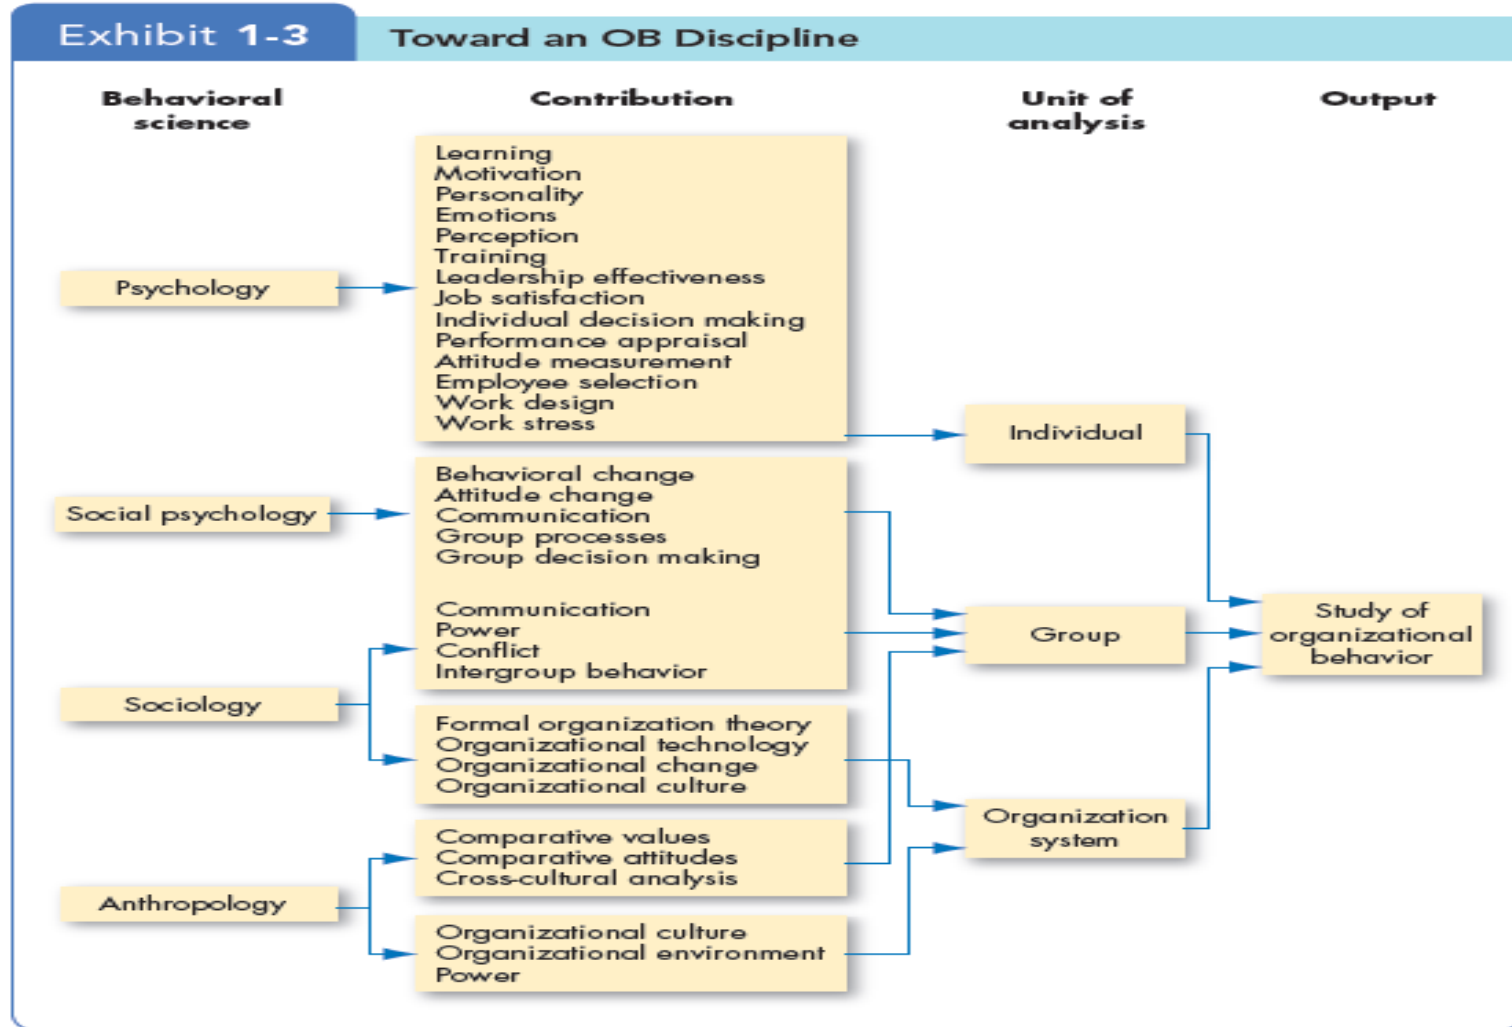 Exhibit 1-3
Toward an OB Discipline
Behavioral
science
Contribution
Unit of
analysis
Output
Psychology
Learning
Motivation
Personality
Emotions
Perception
Training
Leadership effectiveness
Job satisfaction
Individual decision making
Performance appraisal
Attitude measurement
Employee selection
Work design
Work stress
Individual
Social psychology
Behavioral change
Attitude change
Communication
Group processes
Group decision making
Communication
Power
Conflict
Intergroup behavior
Group
Study of
organizational
behavior
Sociology
Formal organization theory
Organizational technology
Organizational change
Organizational culture
Organization
system
Anthropology
Comparative values
Comparative attitudes
Cross-cultural analysis
Organizational culture
Organizational environment
Power